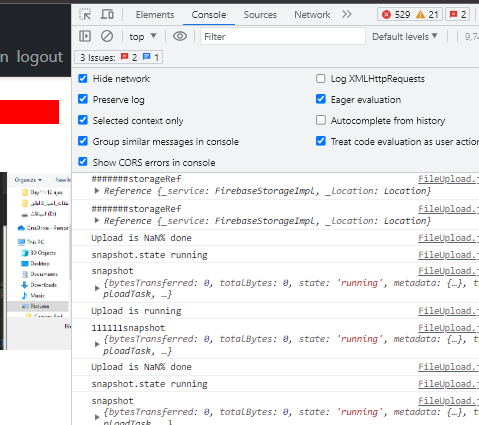 n logout
Elements Console Sources Network 529 21 2
top Filter Default levels 9,74
3 Issues: 2 1
Hide network Log XMLHttpRequests
Preserve log Eager evaluation
Selected context only Autocomplete from history
Group similar messages in console Treat code evaluation as user action
Show CORS errors in console
#######storageRef FileUpload.j
Reference {_service: FirebaseStorageImpl, _location: Location}
#######storageRef FileUpload.j
Reference {_service: FirebaseStorageImpl, _location: Location}
Upload is NaN% done FileUpload.j
snapshot.state running FileUpload.j
snapshot FileUpload.j
{bytesTransferred: 0, totalBytes: 0, state: 'running', metadata: {…}, t
ploadTask, …}
Upload is running FileUpload.j
111111snapshot FileUpload.j
{bytesTransferred: 0, totalBytes: 0, state: 'running', metadata: {…}, t
ploadTask, …}
Upload is NaN% done FileUpload.j
snapshot.state running FileUpload.j
snapshot FileUpload.j
{bytesTransferred: 0, totalBytes: 0, state: 'running', metadata: {…}, t
Organize New folder
OneDrive - Person
This PC
3D Objects
Desktop
Documents
Downloads
Music
Pictures
File